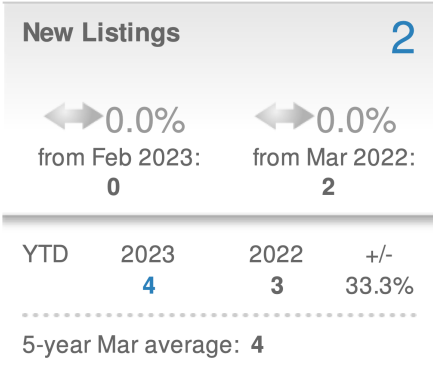 New Listings 2
0.0% 0.0%
from Feb 2023: from Mar 2022:
0 2
YTD 2023 2022 +/-
4 3 33.3%
5-year Mar average: 4